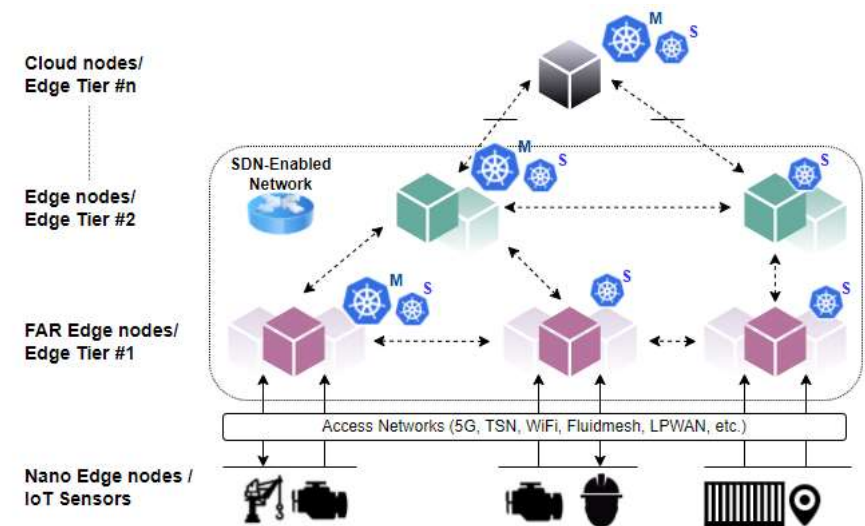 M
S
Cloud nodes/
Edge Tier #n
M
S
S
SDN-Enabled
Network
Edge nodes/
Edge Tier #2
M
S
S
S
FAR Edge nodes/
Edge Tier #1
Access Networks (5G, TSN, WiFi, Fluidmesh, LPWAN, etc.)
Nano Edge nodes /
IoT Sensors